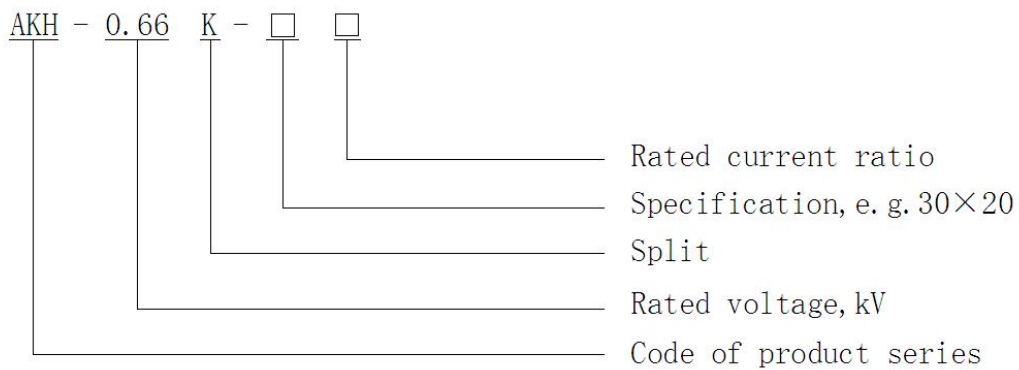 AKH - 0.66 K - □ □
Rated current ratio
Specification, e.g. 30×20
Split
Rated voltage, kV
Code of product series